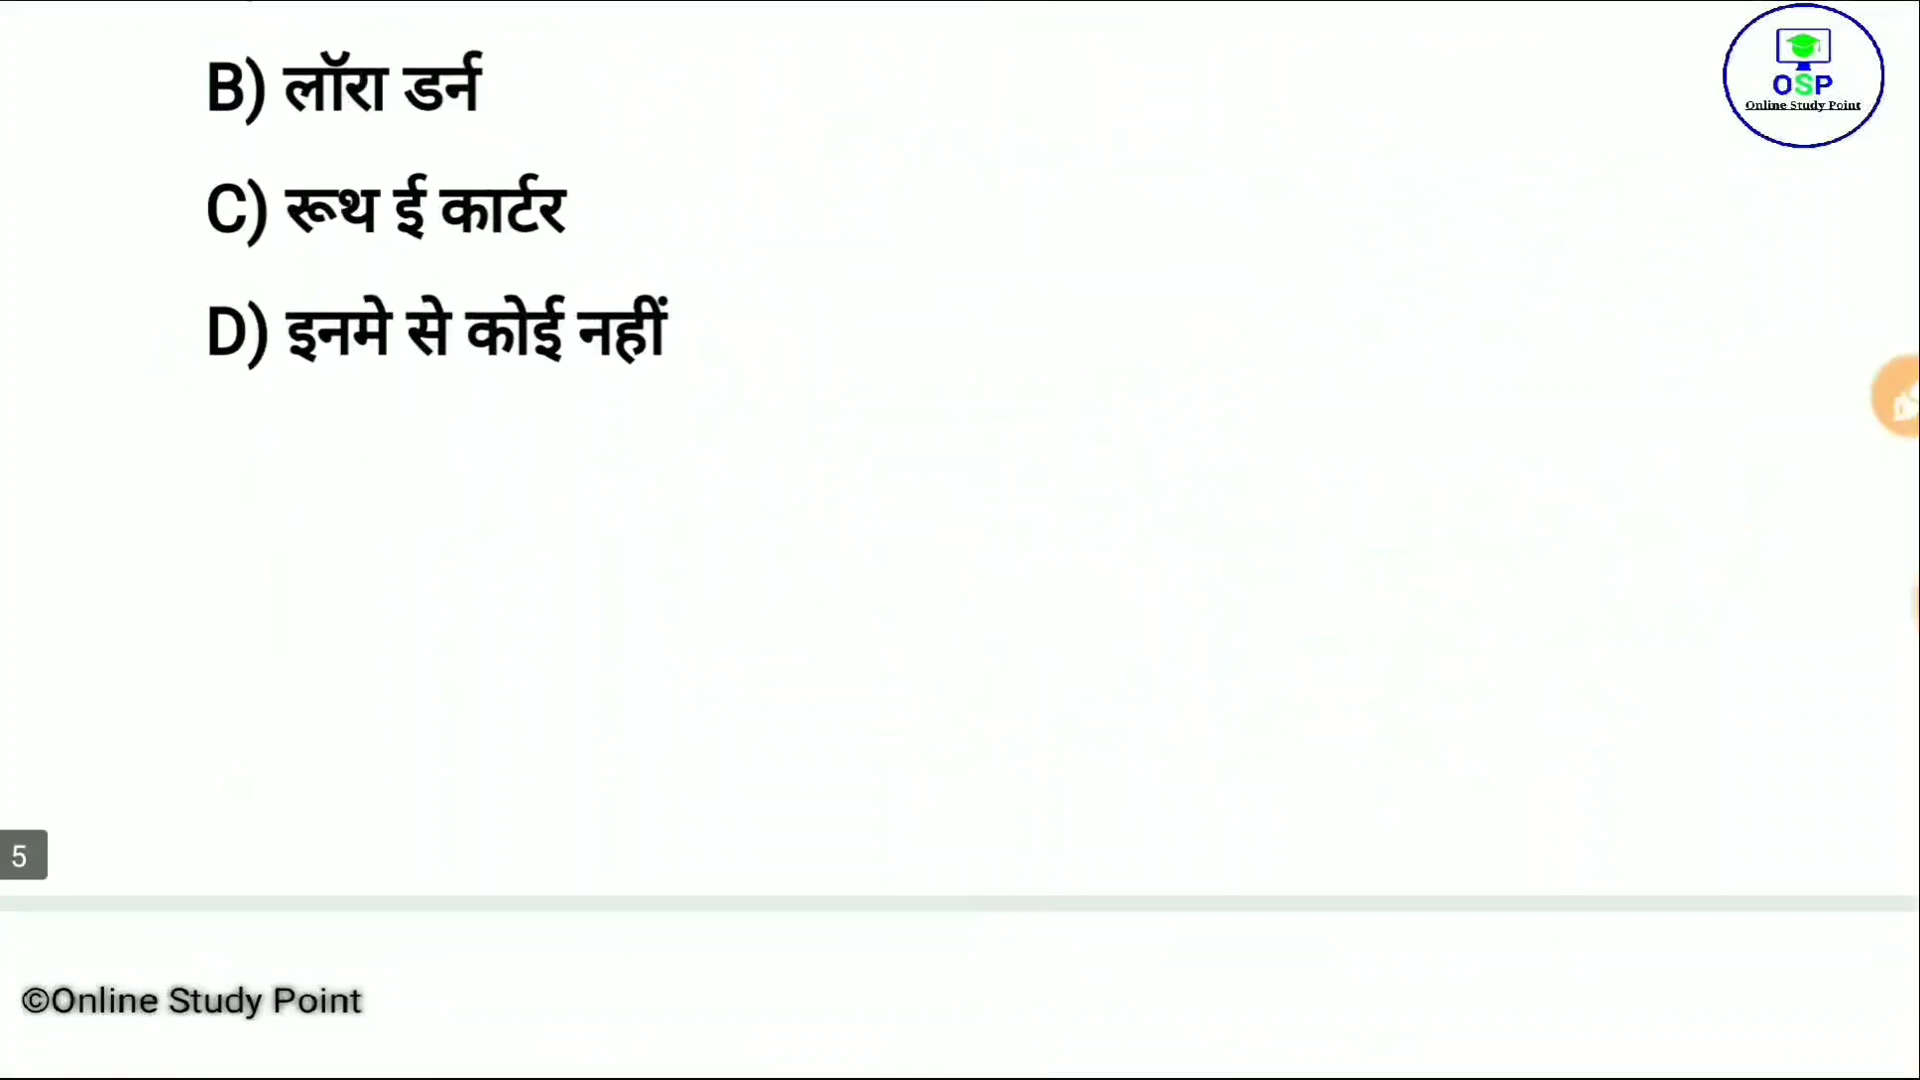 B) लॉरा डर्न
OSP
Online Study Point
C) रूथ ई कार्टर
D) इनमे से कोई नहीं
5
©Online Study Point